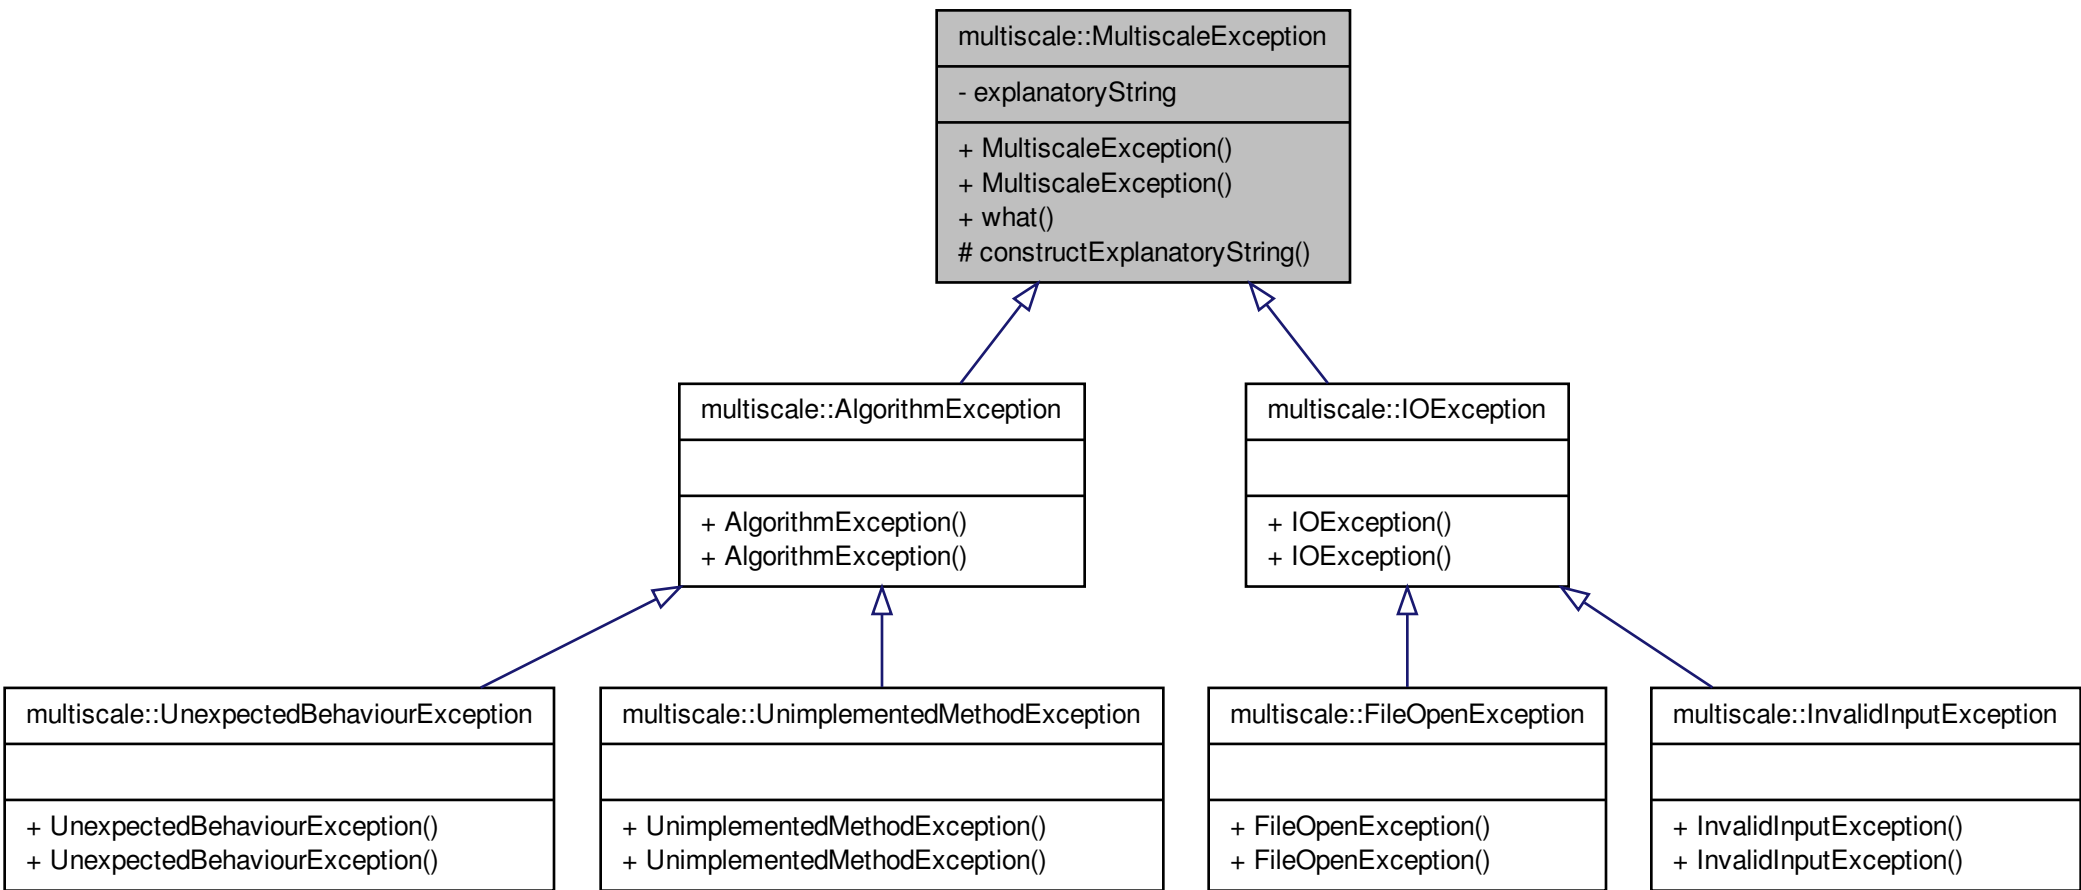 multiscale::MultiscaleException
- explanatoryString
+ MultiscaleException()
+ MultiscaleException()
+ what()
# constructExplanatoryString()
multiscale::AlgorithmException
+ AlgorithmException()
+ AlgorithmException()
multiscale::IOException
+ IOException()
+ IOException()
multiscale::UnexpectedBehaviourException
+ UnexpectedBehaviourException()
+ UnexpectedBehaviourException()
multiscale::UnimplementedMethodException
+ UnimplementedMethodException()
+ UnimplementedMethodException()
multiscale::FileOpenException
+ FileOpenException()
+ FileOpenException()
multiscale::InvalidInputException
+ InvalidInputException()
+ InvalidInputException()